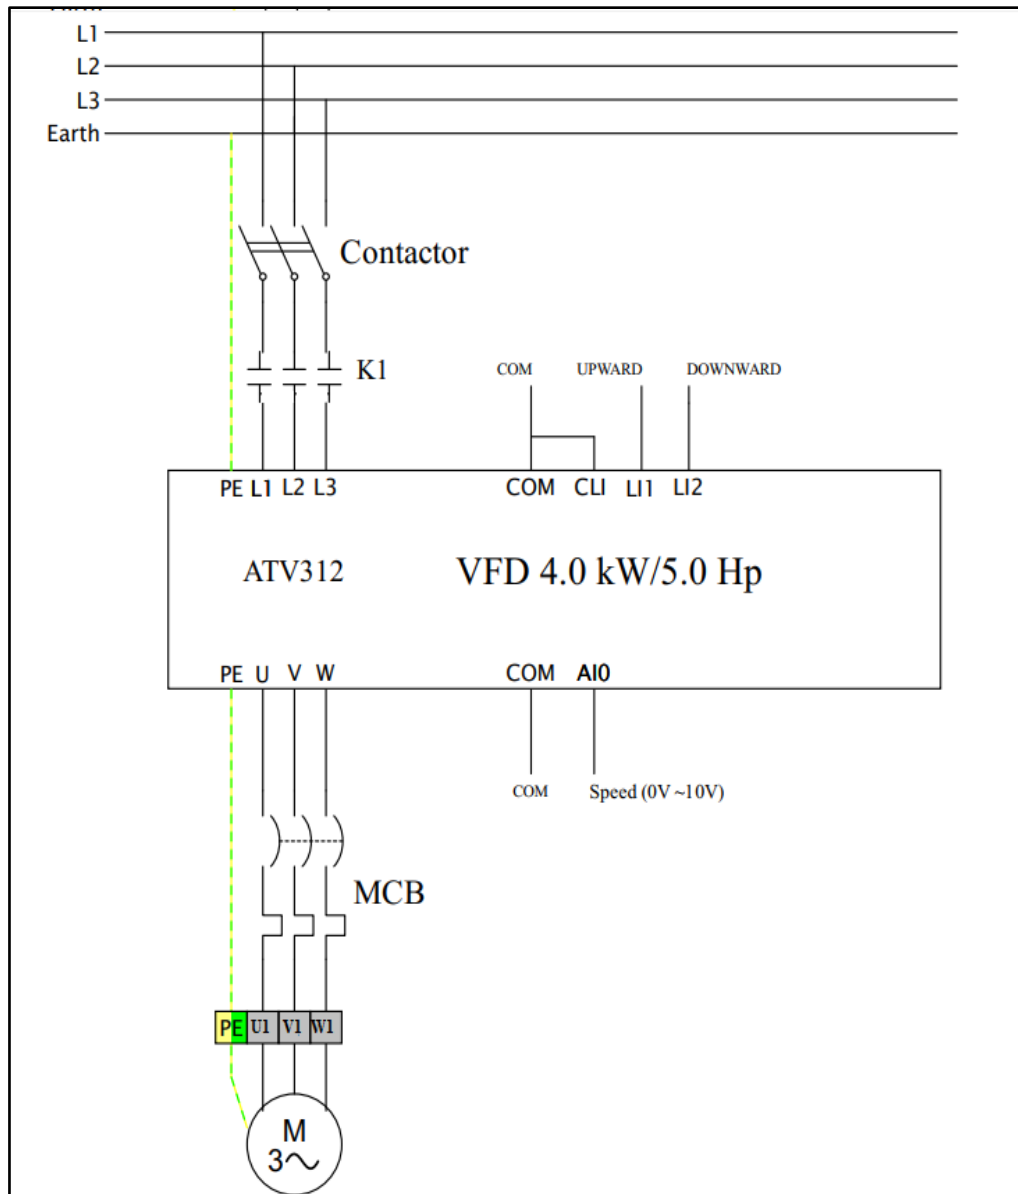 L1
L2
L3
Earth
Contactor
K1
COM UPWARD DOWNWARD
PE L1 L2 L3 COM CLI LI1 LI2
ATV312 VFD 4.0 kW/5.0 Hp
PE U V W COM AI0
COM Speed (0V ~10V)
MCB
PE U1 V1 W1
M
3~